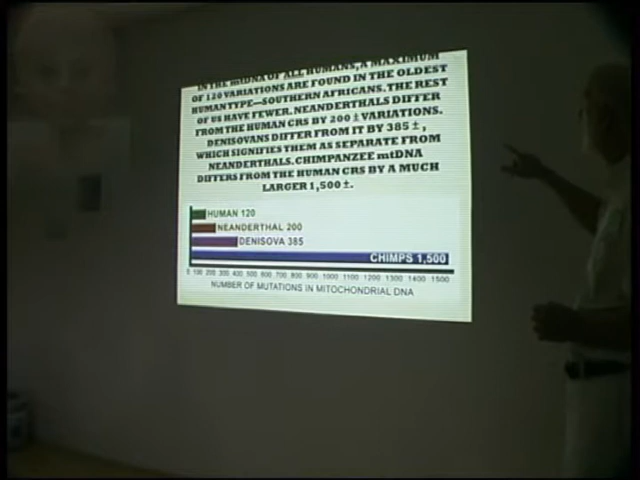 IN THE mtDNA OF ALL HUMANS, A MAXIMUM
OF 120 VARIATIONS ARE FOUND IN THE OLDEST
HUMAN TYPE—SOUTHERN AFRICANS. THE REST
OF US HAVE FEWER. NEANDERTHALS DIFFER
FROM THE HUMAN CRS BY 200 ± VARIATIONS.
DENISOVANS DIFFER FROM IT BY 385 ±,
WHICH SIGNIFIES THEM AS SEPARATE FROM
NEANDERTHALS. CHIMPANZEE mtDNA
DIFFERS FROM THE HUMAN CRS BY A MUCH
LARGER 1,500 ±.
HUMAN 120
NEANDERTHAL 200
DENISOVA 385
CHIMPS 1,500
0 100 200 300 400 500 600 700 800 900 1000 1100 1200 1300 1400 1500
NUMBER OF MUTATIONS IN MITOCHONDRIAL DNA